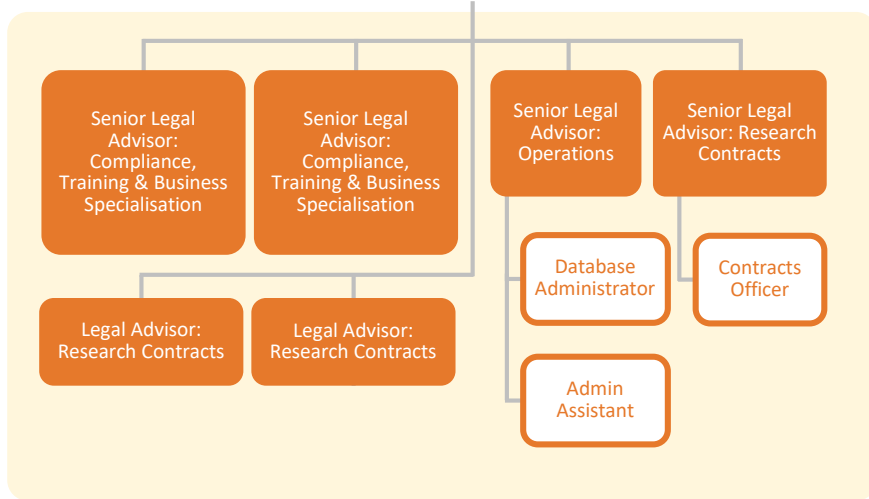 Senior Legal
Advisor:
Compliance,
Training & Business
Specialisation
Senior Legal
Advisor:
Compliance,
Training & Business
Specialisation
Senior Legal
Advisor:
Operations
Senior Legal
Advisor: Research
Contracts
Database
Administrator
Contracts
Officer
Legal Advisor:
Research Contracts
Legal Advisor:
Research Contracts
Admin
Assistant